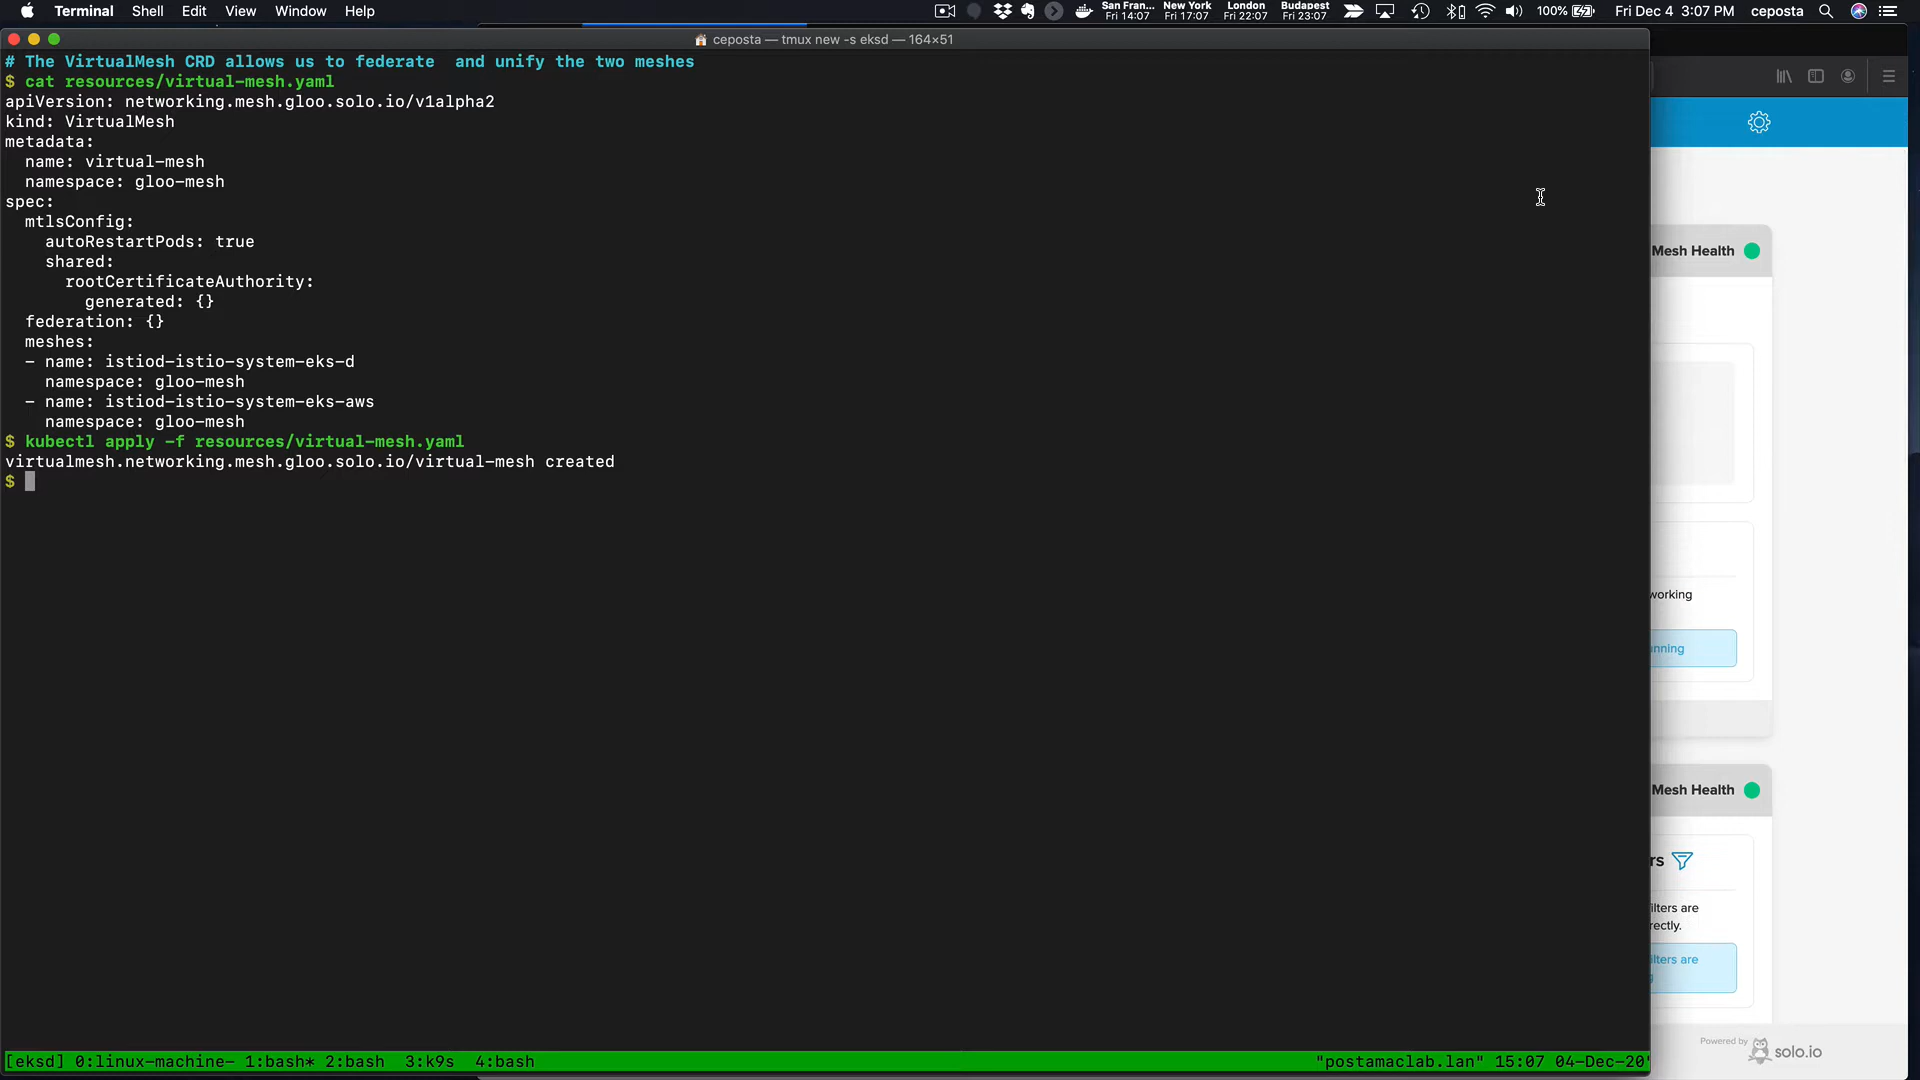 Terminal Shell Edit View Window Help
San Fran... New York London Budapest
Fri 14:07 Fri 17:07 Fri 22:07 Fri 23:07
100% Fri Dec 4 3:07 PM ceposta
ceposta — tmux new -s eksd — 164×51
# The VirtualMesh CRD allows us to federate  and unify the two meshes
$ cat resources/virtual-mesh.yaml
apiVersion: networking.mesh.gloo.solo.io/v1alpha2
kind: VirtualMesh
metadata:
  name: virtual-mesh
  namespace: gloo-mesh
spec:
  mtlsConfig:
    autoRestartPods: true
    shared:
      rootCertificateAuthority:
        generated: {}
  federation: {}
  meshes:
  - name: istiod-istio-system-eks-d
    namespace: gloo-mesh
  - name: istiod-istio-system-eks-aws
    namespace: gloo-mesh
$ kubectl apply -f resources/virtual-mesh.yaml
virtualmesh.networking.mesh.gloo.solo.io/virtual-mesh created
$
Mesh Health
working
nning
Mesh Health
rs
ilters are
rectly.
ilters are
Powered by
solo.io
[eksd] 0:linux-machine- 1:bash* 2:bash  3:k9s  4:bash
"postamaclab.lan" 15:07 04-Dec-20